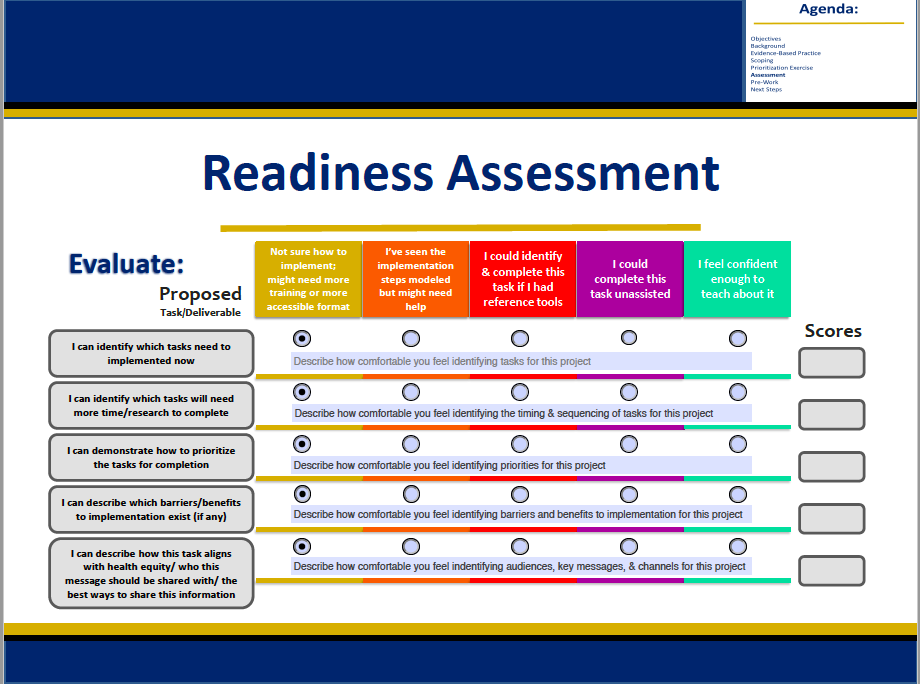 Agenda:
Objectives
Background
Evidence-Based Practice
Scoping
Prioritization Exercise
Assessment
Pre-Work
Next Steps
Readiness Assessment
Evaluate:
Proposed
Task/Deliverable
Not sure how to
implement;
might need more
training or more
accessible format
I've seen the
implementation
steps modeled
but might need
help
I could identify
& complete this
task if I had
reference tools
I could
complete this
task unassisted
I feel confident
enough to
teach about it
Scores
I can identify which tasks need to
implemented now
Describe how comfortable you feel identifying tasks for this project
I can identify which tasks will need
more time/research to complete
Describe how comfortable you feel identifying the timing & sequencing of tasks for this project
I can demonstrate how to prioritize
the tasks for completion
Describe how comfortable you feel identifying priorities for this project
I can describe which barriers/benefits
to implementation exist (if any)
Describe how comfortable you feel identifying barriers and benefits to implementation for this project
I can describe how this task aligns
with health equity/ who this
message should be shared with/ the
best ways to share this information
Describe how comfortable you feel indentifying audiences, key messages, & channels for this project